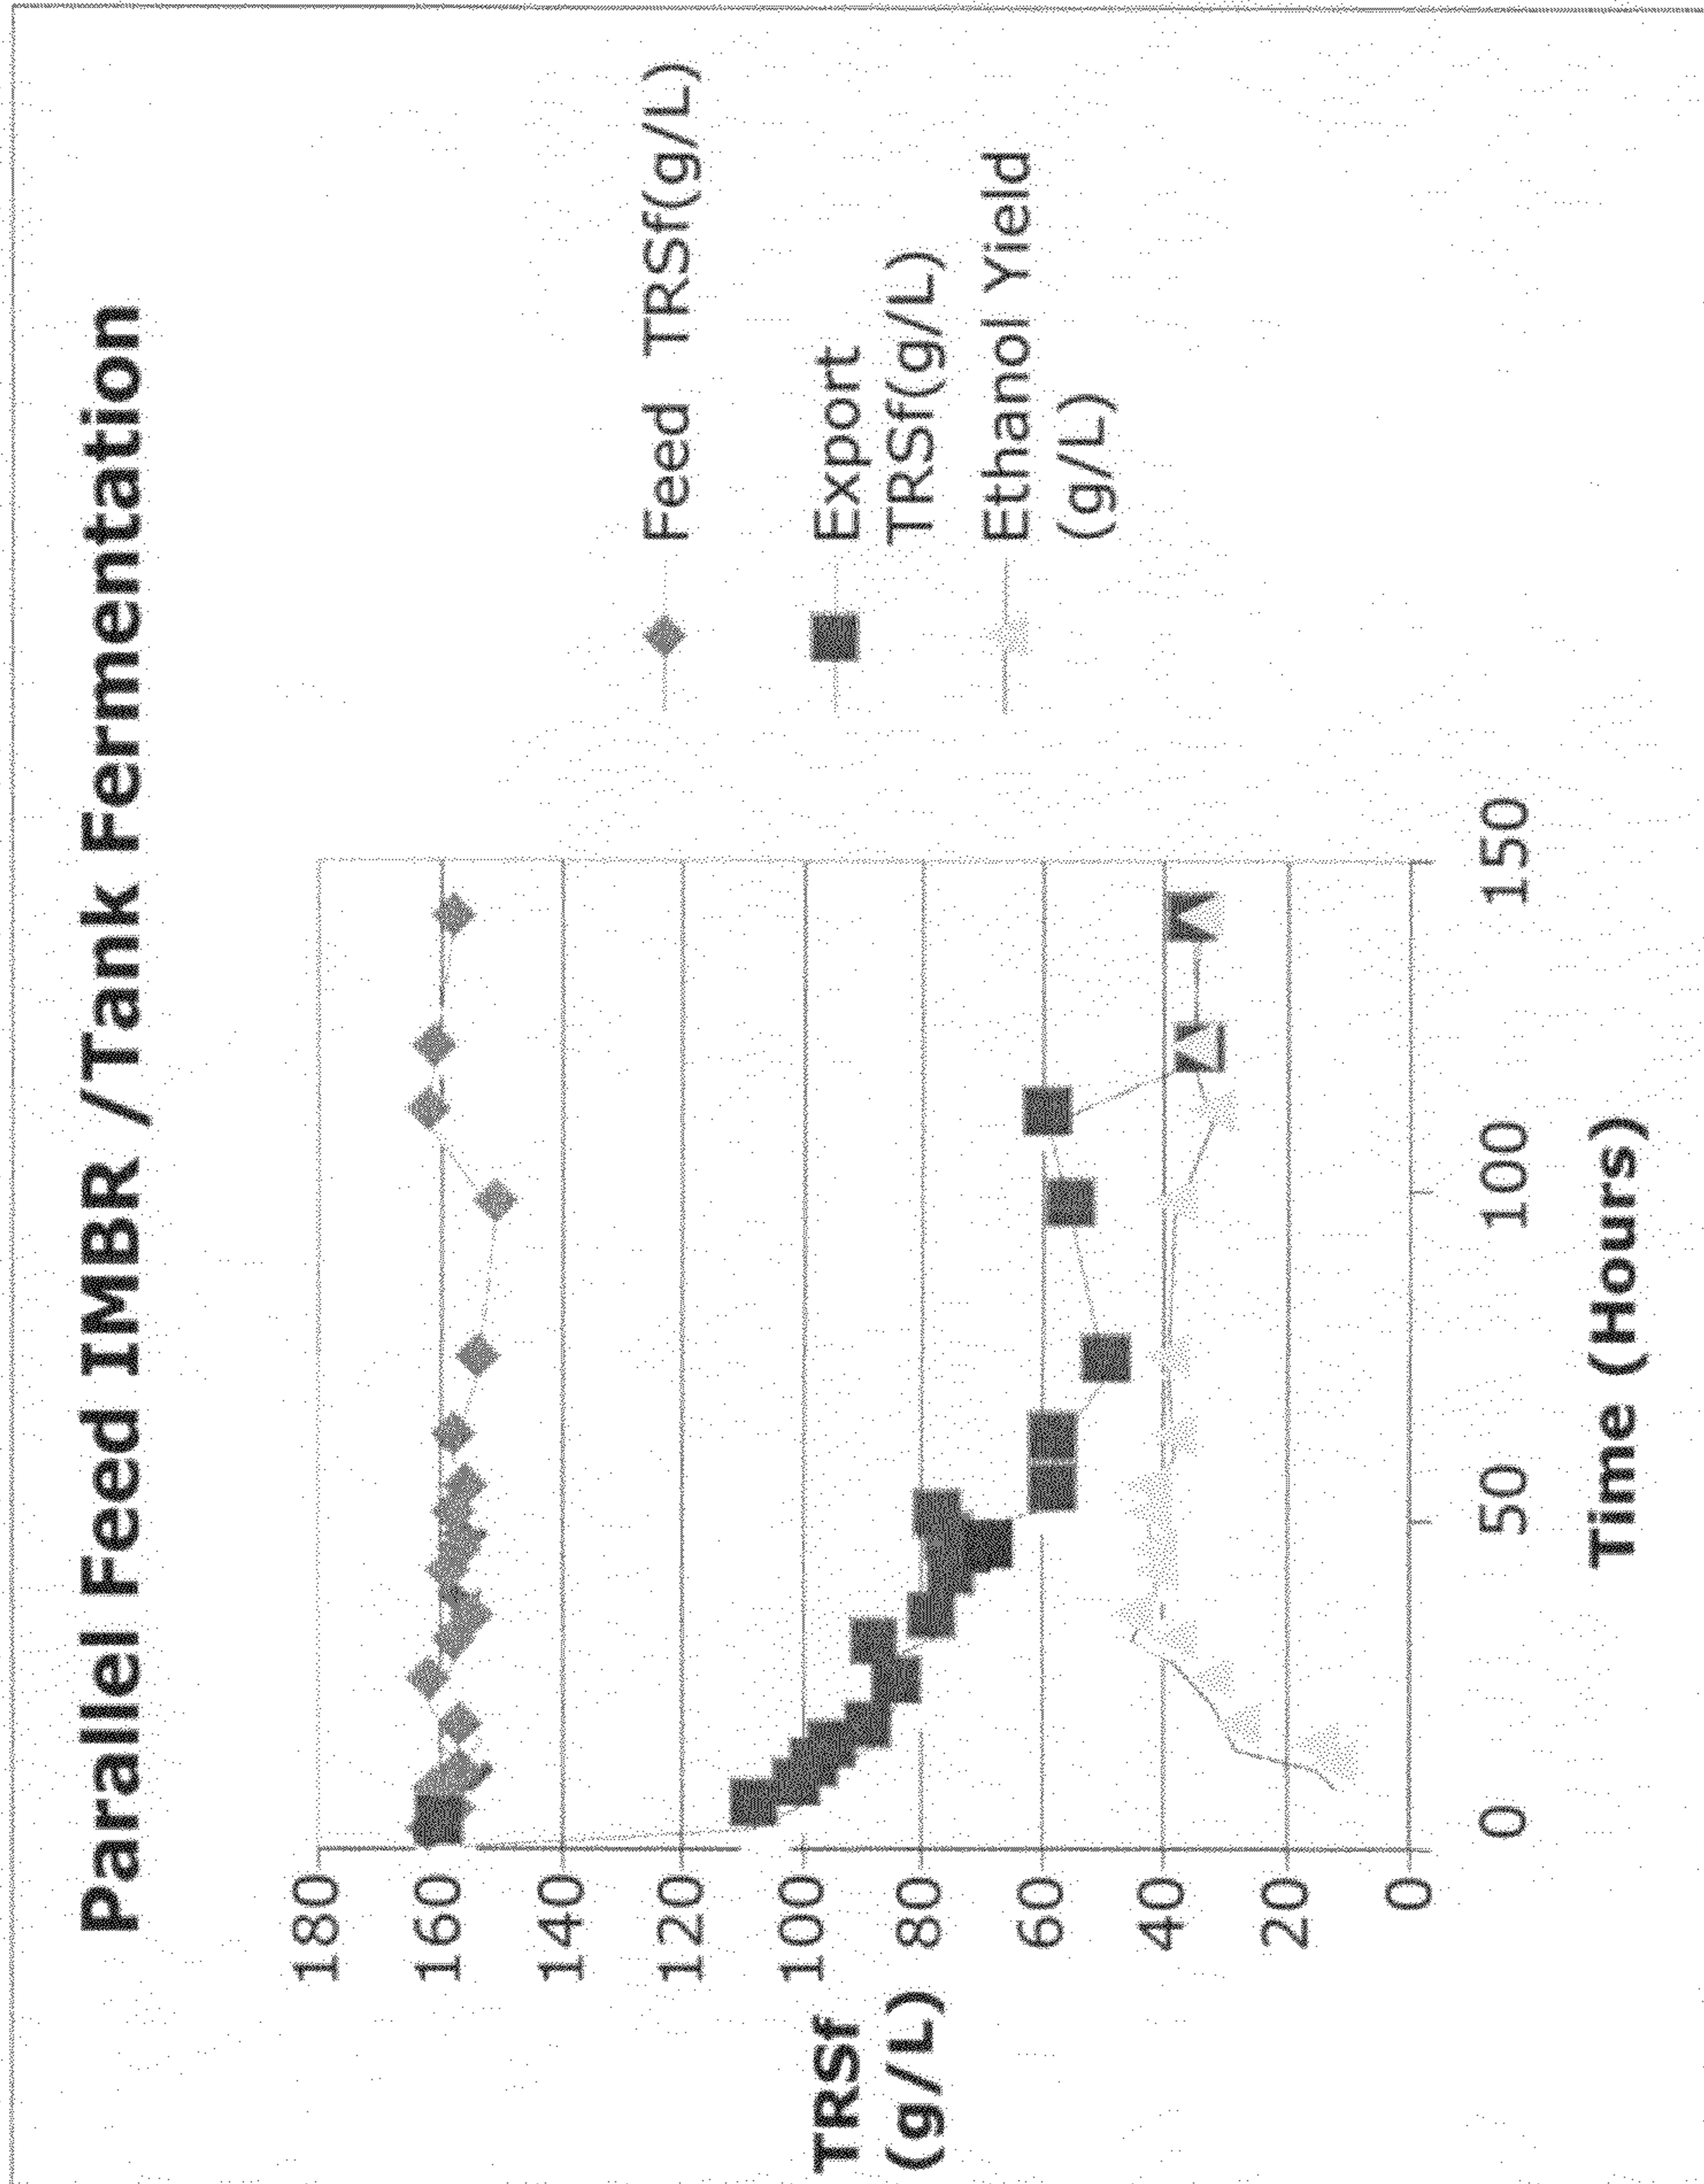 Parallel Feed IMBR /Tank Fermentation
180
160
140
120
100
80
60
40
20
0
TRSf
(g/L)
0
50
100
150
Time (Hours)
Feed TRSf(g/L)
Export
TRSf(g/L)
Ethanol Yield
(g/L)